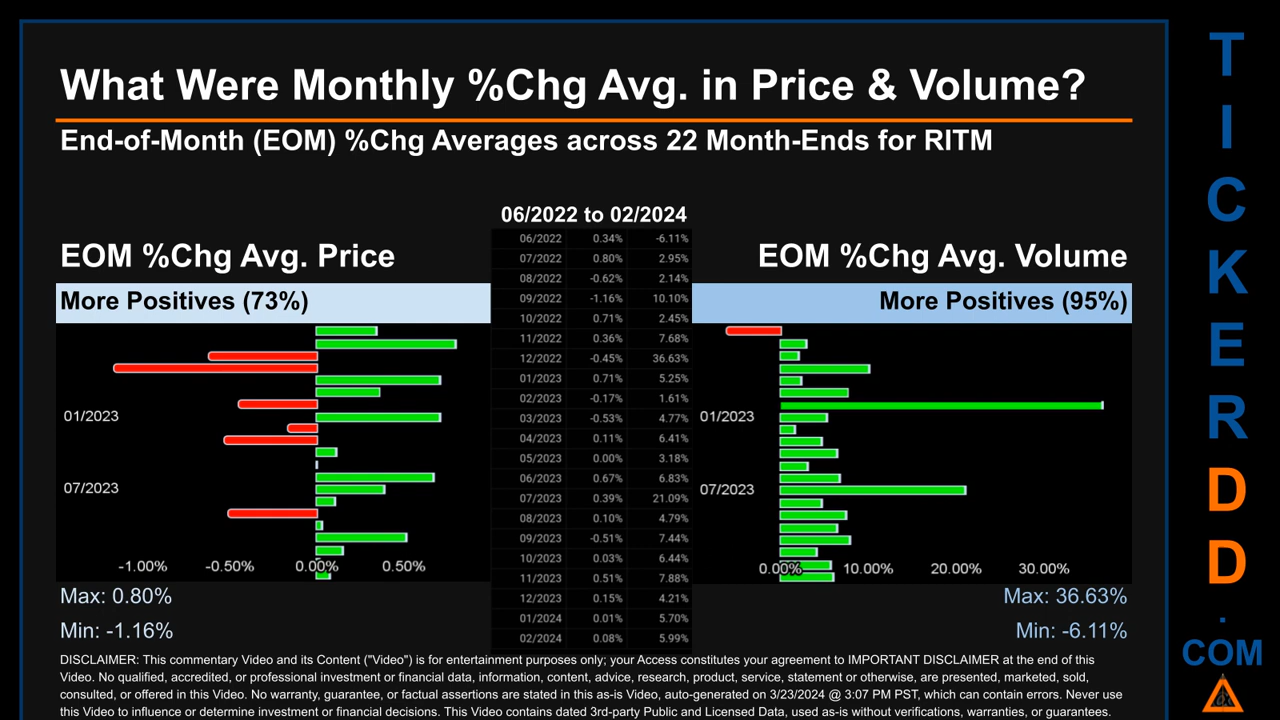 What Were Monthly %Chg Avg. in Price & Volume?
End-of-Month (EOM) %Chg Averages across 22 Month-Ends for RITM
06/2022 to 02/2024
EOM %Chg Avg. Price
More Positives (73%)
01/2023
07/2023
-1.00% -0.50% 0.00% 0.50%
Max: 0.80%
Min: -1.16%
06/2022 0.34% -6.11%
07/2022 0.80% 2.95%
08/2022 -0.62% 2.14%
09/2022 -1.16% 10.10%
10/2022 0.71% 2.45%
11/2022 0.36% 7.68%
12/2022 -0.45% 36.63%
01/2023 0.71% 5.25%
02/2023 -0.17% 1.61%
03/2023 -0.53% 4.77%
04/2023 0.11% 6.41%
05/2023 0.00% 3.18%
06/2023 0.67% 6.83%
07/2023 0.39% 21.09%
08/2023 0.10% 4.79%
09/2023 -0.51% 7.44%
10/2023 0.03% 6.44%
11/2023 0.51% 7.88%
12/2023 0.15% 4.21%
01/2024 0.01% 5.70%
02/2024 0.08% 5.99%
EOM %Chg Avg. Volume
More Positives (95%)
01/2023
07/2023
0.00% 10.00% 20.00% 30.00%
Max: 36.63%
Min: -6.11%
DISCLAIMER: This commentary Video and its Content ("Video") is for entertainment purposes only; your Access constitutes your agreement to IMPORTANT DISCLAIMER at the end of this
Video. No qualified, accredited, or professional investment or financial data, information, content, advice, research, product, service, statement or otherwise, are presented, marketed, sold,
consulted, or offered in this Video. No warranty, guarantee, or factual assertions are stated in this as-is Video, auto-generated on 3/23/2024 @ 3:07 PM PST, which can contain errors. Never use
this Video to influence or determine investment or financial decisions. This Video contains dated 3rd-party Public and Licensed Data, used as-is without verifications, warranties, or guarantees.
T
I
C
K
E
R
D
D
.
COM